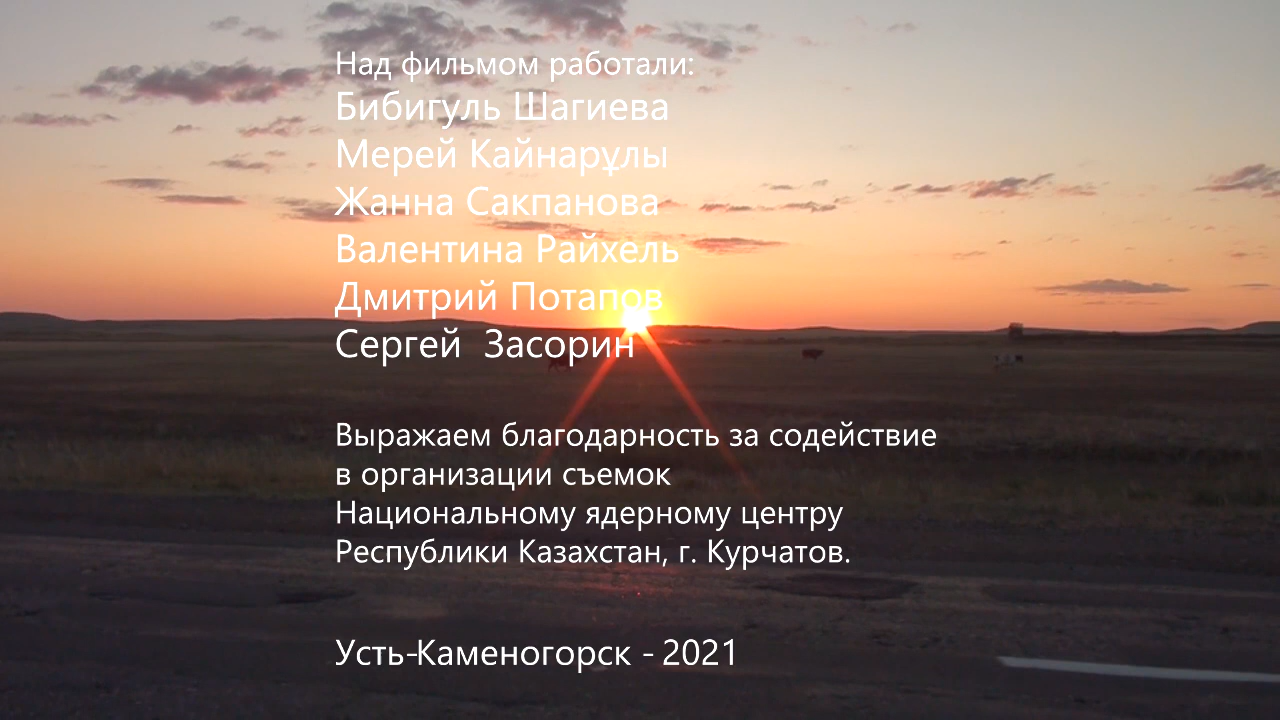 Над фильмом работали:
Бибигуль Шагиева
Мерей Кайнарұлы
Жанна Сакпанова
Валентина Райхель
Дмитрий Потапов
Сергей Засорин
Выражаем благодарность за содействие
в организации съемок
Национальному ядерному центру
Республики Казахстан, г. Курчатов.
Усть-Каменогорск - 2021